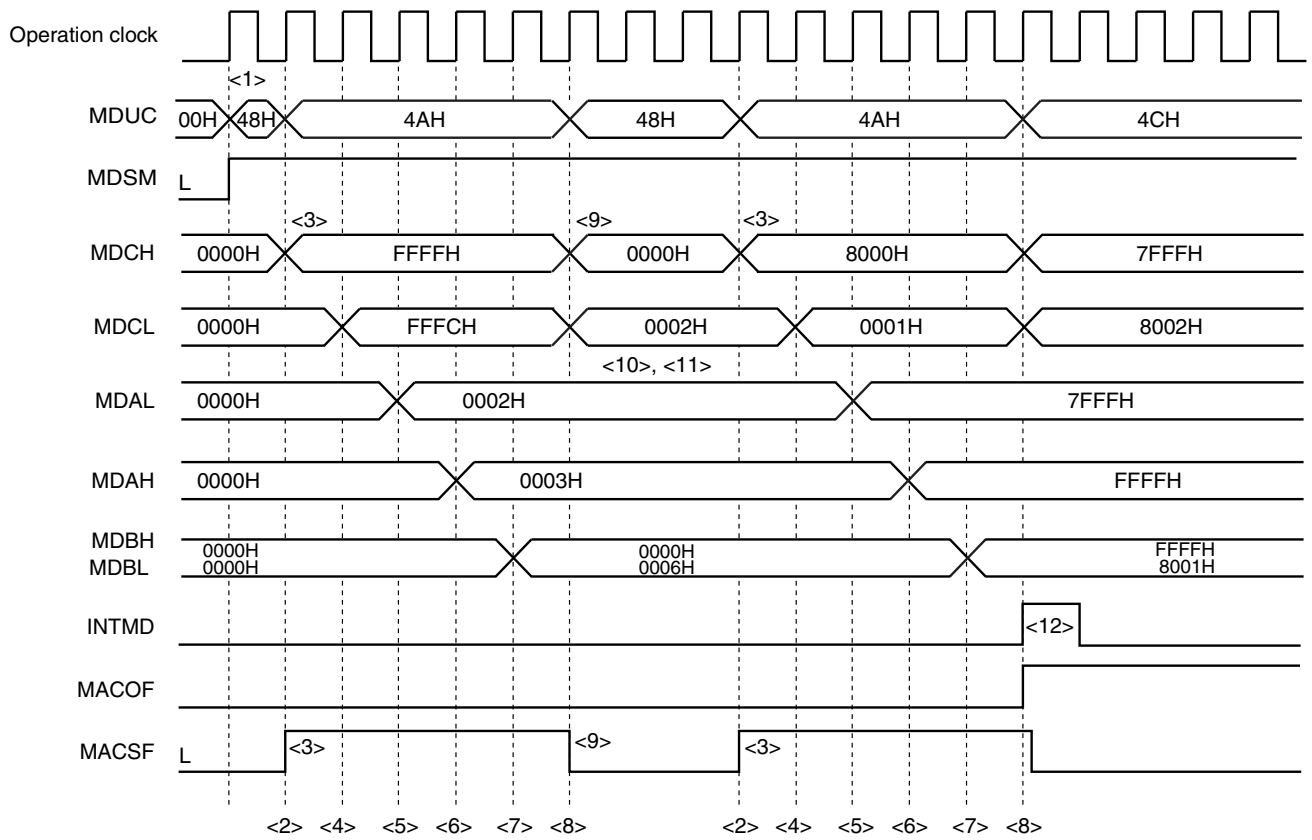 Operation clock
<1>
MDUC 00H 48H 4AH 48H 4AH 4CH
MDSM L
<3> <9> <3>
MDCH 0000H FFFFH 0000H 8000H 7FFFH
MDCL 0000H FFFCH 0002H 0001H 8002H
<10>, <11>
MDAL 0000H 0002H 7FFFH
MDAH 0000H 0003H FFFFH
MDBH 0000H 0000H FFFFH
MDBL 0000H 0006H 8001H
INTMD <12>
MACOF
MACSF L <3> <9> <3>
<2> <4> <5> <6> <7> <8> <2> <4> <5> <6> <7> <8>